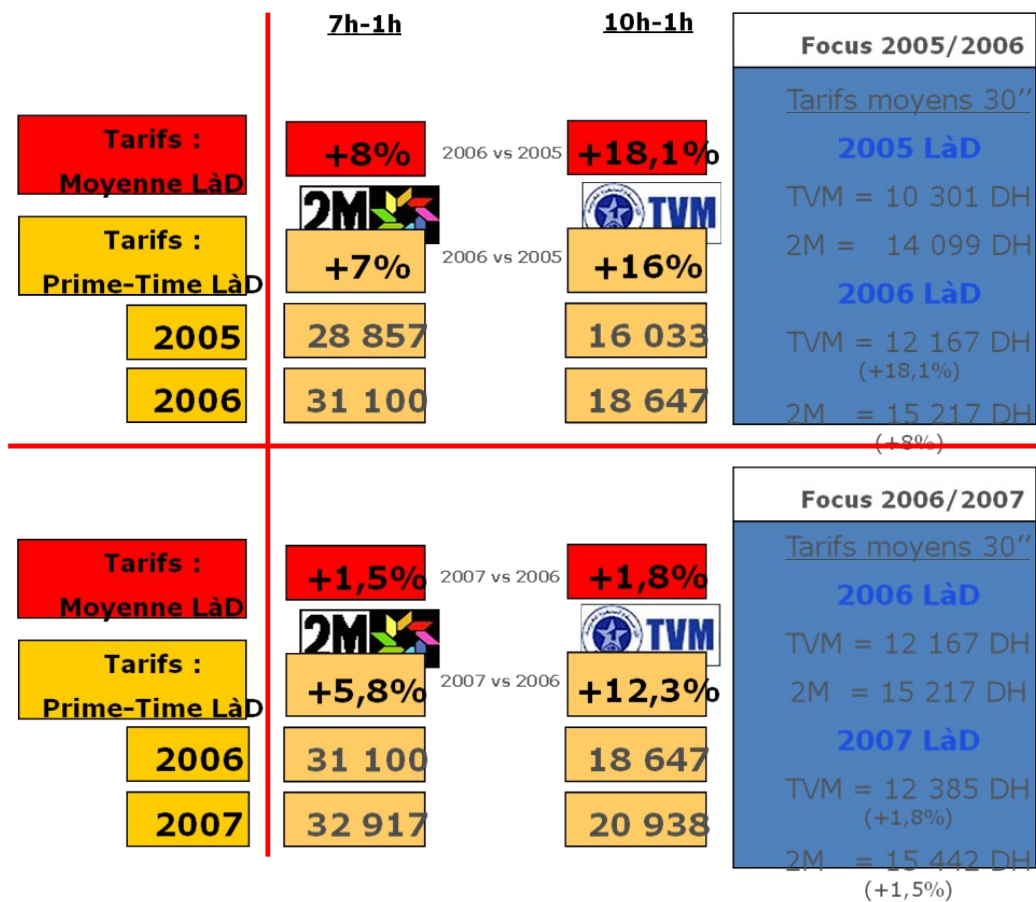 7h-1h
10h-1h
Focus 2005/2006
Tarifs :
Moyenne LàD
+8%
2006 vs 2005
+18,1%
2M
TVM
Tarifs :
Prime-Time LàD
+7%
2006 vs 2005
+16%
2005
28 857
16 033
2006
31 100
18 647
Tarifs moyens 30’’
2005 LàD
TVM = 10 301 DH
2M = 14 099 DH
2006 LàD
TVM = 12 167 DH
(+18,1%)
2M = 15 217 DH
(+8%)
Focus 2006/2007
Tarifs :
Moyenne LàD
+1,5%
2007 vs 2006
+1,8%
2M
TVM
Tarifs :
Prime-Time LàD
+5,8%
2007 vs 2006
+12,3%
2006
31 100
18 647
2007
32 917
20 938
Tarifs moyens 30’’
2006 LàD
TVM = 12 167 DH
2M = 15 217 DH
2007 LàD
TVM = 12 385 DH
(+1,8%)
2M = 15 442 DH
(+1,5%)